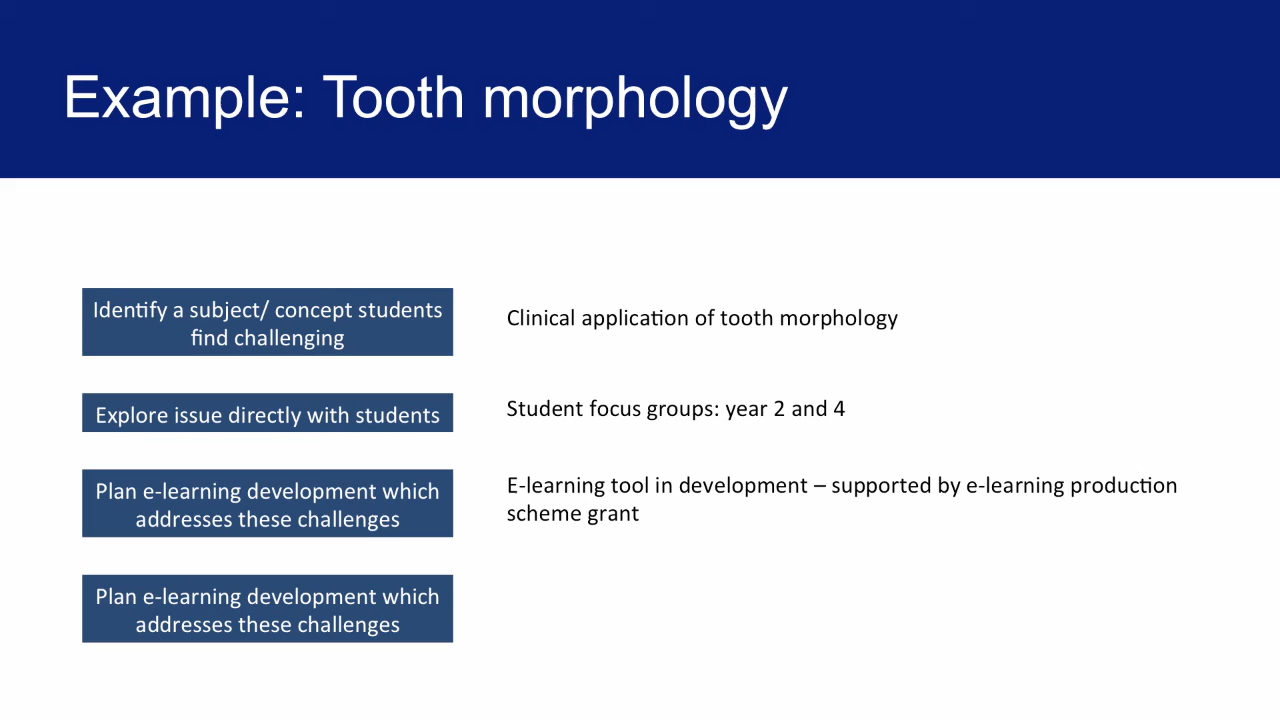 Example: Tooth morphology
Identify a subject/ concept students
find challenging
Clinical application of tooth morphology
Explore issue directly with students
Student focus groups: year 2 and 4
Plan e-learning development which
addresses these challenges
E-learning tool in development – supported by e-learning production
scheme grant
Plan e-learning development which
addresses these challenges